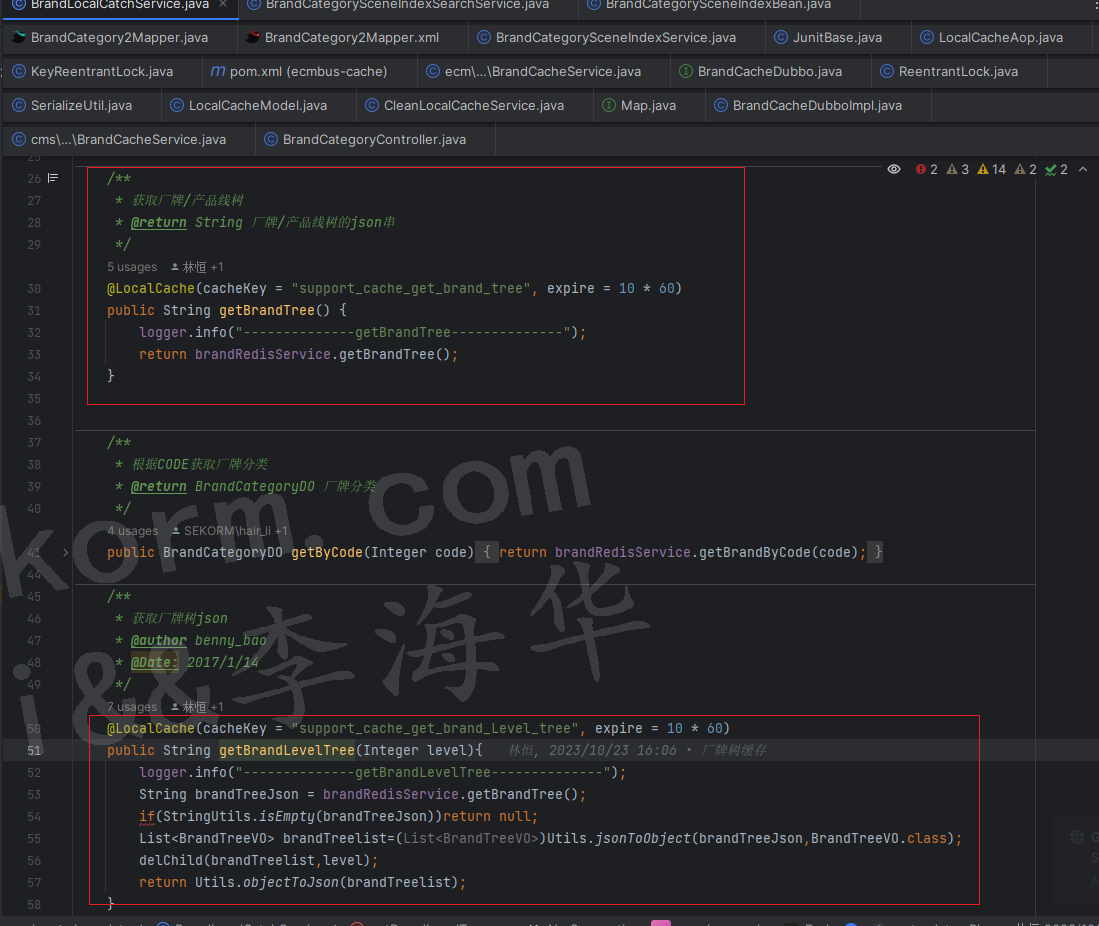 BrandLocalCatchService.java × BrandCategorySceneIndexSearchService.java BrandCategorySceneIndexBean.java
BrandCategory2Mapper.java BrandCategory2Mapper.xml BrandCategorySceneIndexService.java JunitBase.java LocalCacheAop.java
KeyReentrantLock.java pom.xml (ecmbus-cache) ecm\...\BrandCacheService.java BrandCacheDubbo.java ReentrantLock.java
SerializeUtil.java LocalCacheModel.java CleanLocalCacheService.java Map.java BrandCacheDubboImpl.java
cms\...\BrandCacheService.java BrandCategoryController.java
25
2 3 14 2 2
26 /**
27 * 获取厂牌/产品线树
28 * @return String 厂牌/产品线树的json串
29 */
5 usages 林恒 +1
30 @LocalCache(cacheKey = "support_cache_get_brand_tree", expire = 10 * 60)
31 public String getBrandTree() {
32 logger.info("--------------getBrandTree--------------");
33 return brandRedisService.getBrandTree();
34 }
35
36
37 /**
38 * 根据CODE获取厂牌分类
39 * @return BrandCategoryDO 厂牌分类
40 */
4 usages SEKORM\hair_li +1
41 public BrandCategoryDO getByCode(Integer code) { return brandRedisService.getBrandByCode(code); }
44
45 /**
46 * 获取厂牌树json
47 * @author benny_bao
48 * @Date: 2017/1/14
49 */
7 usages 林恒 +1
50 @LocalCache(cacheKey = "support_cache_get_brand_Level_tree", expire = 10 * 60)
51 public String getBrandLevelTree(Integer level){ 林恒, 2023/10/23 16:06 • 厂牌树缓存
52 logger.info("--------------getBrandLevelTree--------------");
53 String brandTreeJson = brandRedisService.getBrandTree();
54 if(StringUtils.isEmpty(brandTreeJson))return null;
55 List<BrandTreeVO> brandTreelist=(List<BrandTreeVO>)Utils.jsonToObject(brandTreeJson,BrandTreeVO.class);
56 delChild(brandTreelist,level);
57 return Utils.objectToJson(brandTreelist);
58 }
korm. com
i&&李海华